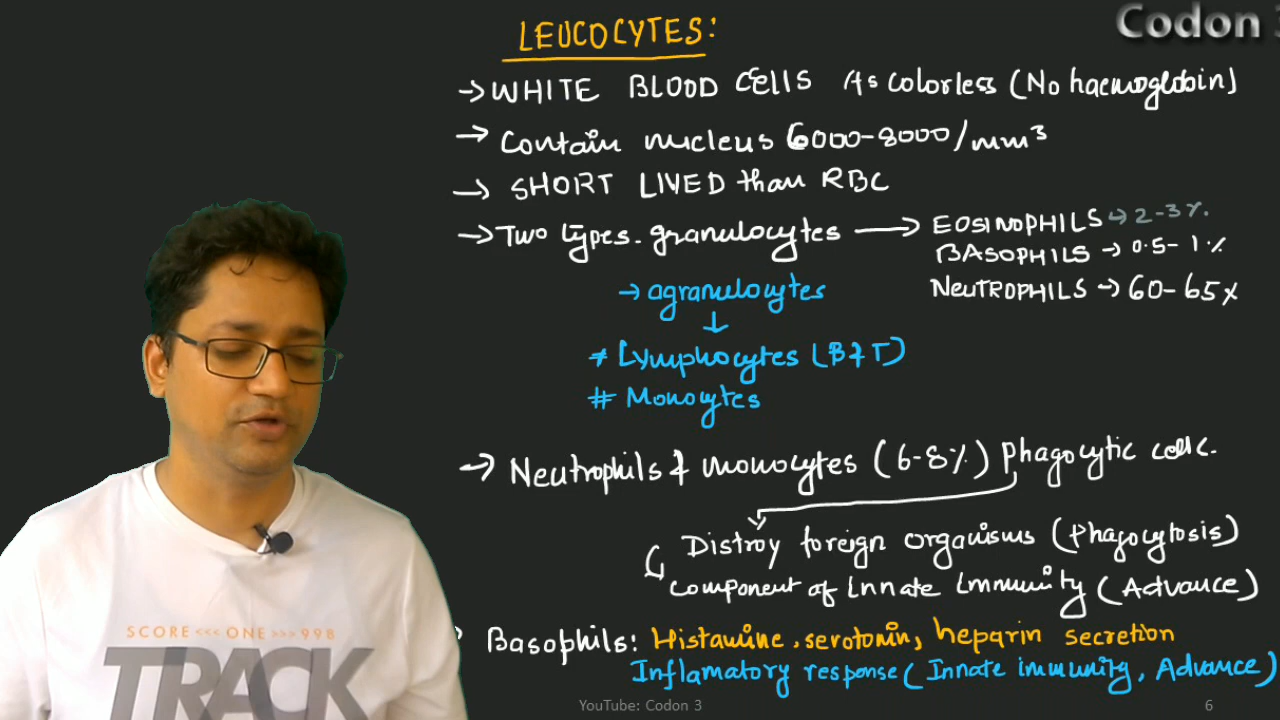 Codon 3
LEUCOCYTES:
→ WHITE BLOOD CELLS As colorless (No haemoglobin)
→ Contain nucleus 6000-8000/mm³
→ SHORT LIVED than RBC
→ Two types. granulocytes → EOSINOPHILS → 2-3%.
BASOPHILS → 0.5-1%
NEUTROPHILS → 60-65%
→ agranulocytes
↓
# Lymphocytes (B & T)
# Monocytes
→ Neutrophils & monocytes (6-8%) phagocytic cells.
Distroy foreign organisms (Phagocytosis)
component of Innate Immunity (Advance)
Basophils: Histamine, serotonin, heparin secretion
Inflamatory response (Innate immunity, Advance)
SCORE <<< ONE >>> 998
TRACK
YouTube: Codon 3
6